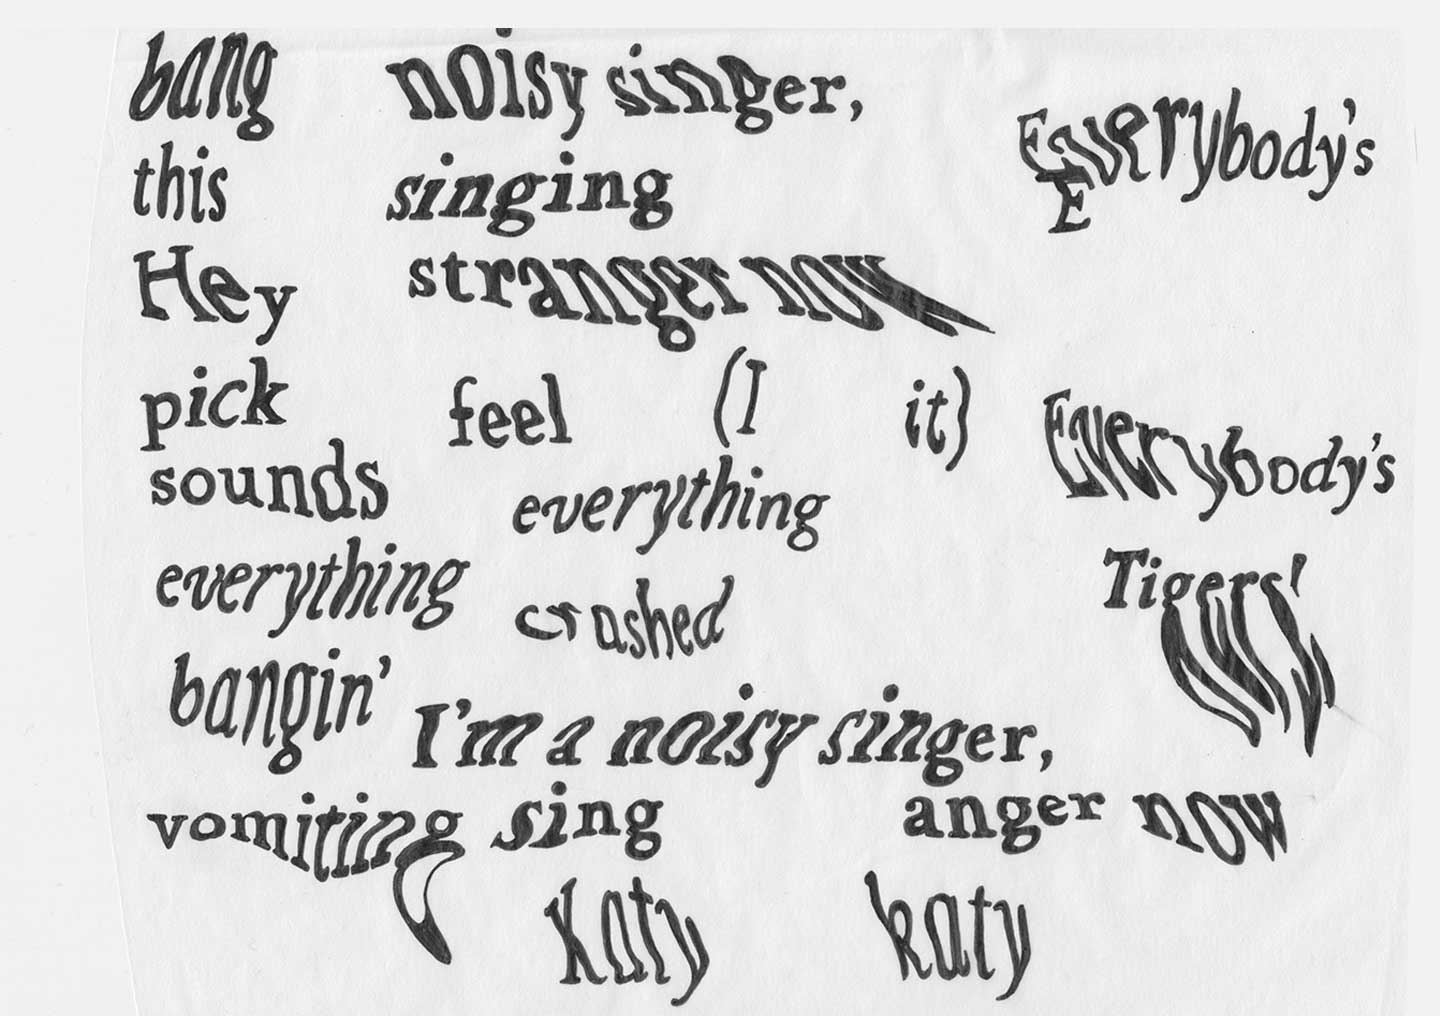 bang
this
Hey
pick
sounds
everything
bangin'
vomiting
noisy singer,
singing
stranger now
feel (I it)
everything
crashed
I'm a noisy singer,
sing anger now
Katy Katy
Everybody's
E
Everybody's
Tigers'